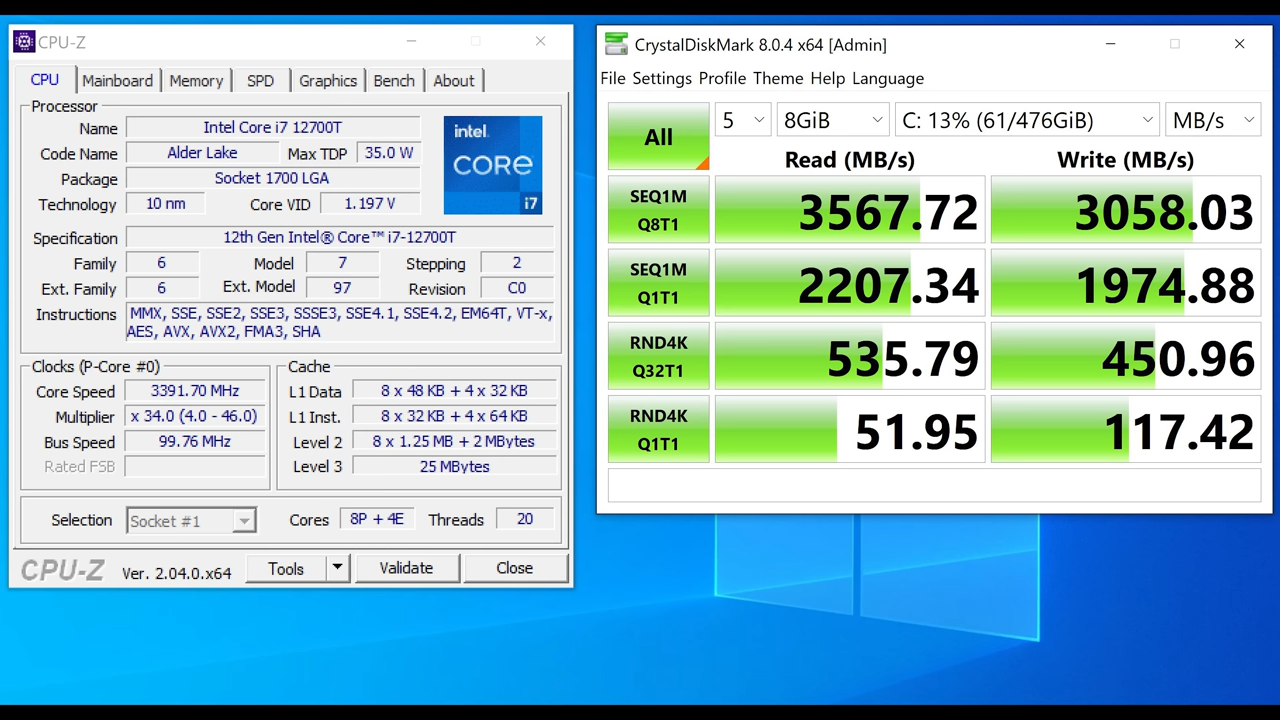 CPU-Z
CPU Mainboard Memory SPD Graphics Bench About
Processor
Name Intel Core i7 12700T
Code Name Alder Lake Max TDP 35.0 W
Package Socket 1700 LGA
Technology 10 nm Core VID 1.197 V
intel
CORE
i7
Specification 12th Gen Intel® Core™ i7-12700T
Family 6 Model 7 Stepping 2
Ext. Family 6 Ext. Model 97 Revision C0
Instructions MMX, SSE, SSE2, SSE3, SSSE3, SSE4.1, SSE4.2, EM64T, VT-x,
AES, AVX, AVX2, FMA3, SHA
Clocks (P-Core #0)
Core Speed 3391.70 MHz
Multiplier x 34.0 (4.0 - 46.0)
Bus Speed 99.76 MHz
Rated FSB
Cache
L1 Data 8 x 48 KB + 4 x 32 KB
L1 Inst. 8 x 32 KB + 4 x 64 KB
Level 2 8 x 1.25 MB + 2 MBytes
Level 3 25 MBytes
Selection Socket #1 Cores 8P + 4E Threads 20
CPU-Z Ver. 2.04.0.x64 Tools Validate Close
CrystalDiskMark 8.0.4 x64 [Admin]
File Settings Profile Theme Help Language
All 5 8GiB C: 13% (61/476GiB) MB/s
Read (MB/s) Write (MB/s)
SEQ1M
Q8T1 3567.72 3058.03
SEQ1M
Q1T1 2207.34 1974.88
RND4K
Q32T1 535.79 450.96
RND4K
Q1T1 51.95 117.42